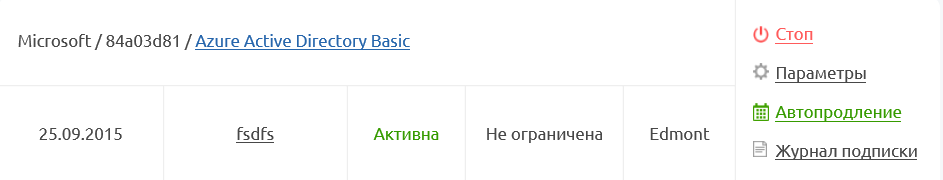 Microsoft / 84a03d81 / Azure Active Directory Basic
25.09.2015 fsdfs Активна Не ограничена Edmont
Стоп
Параметры
Автопродление
Журнал подписки